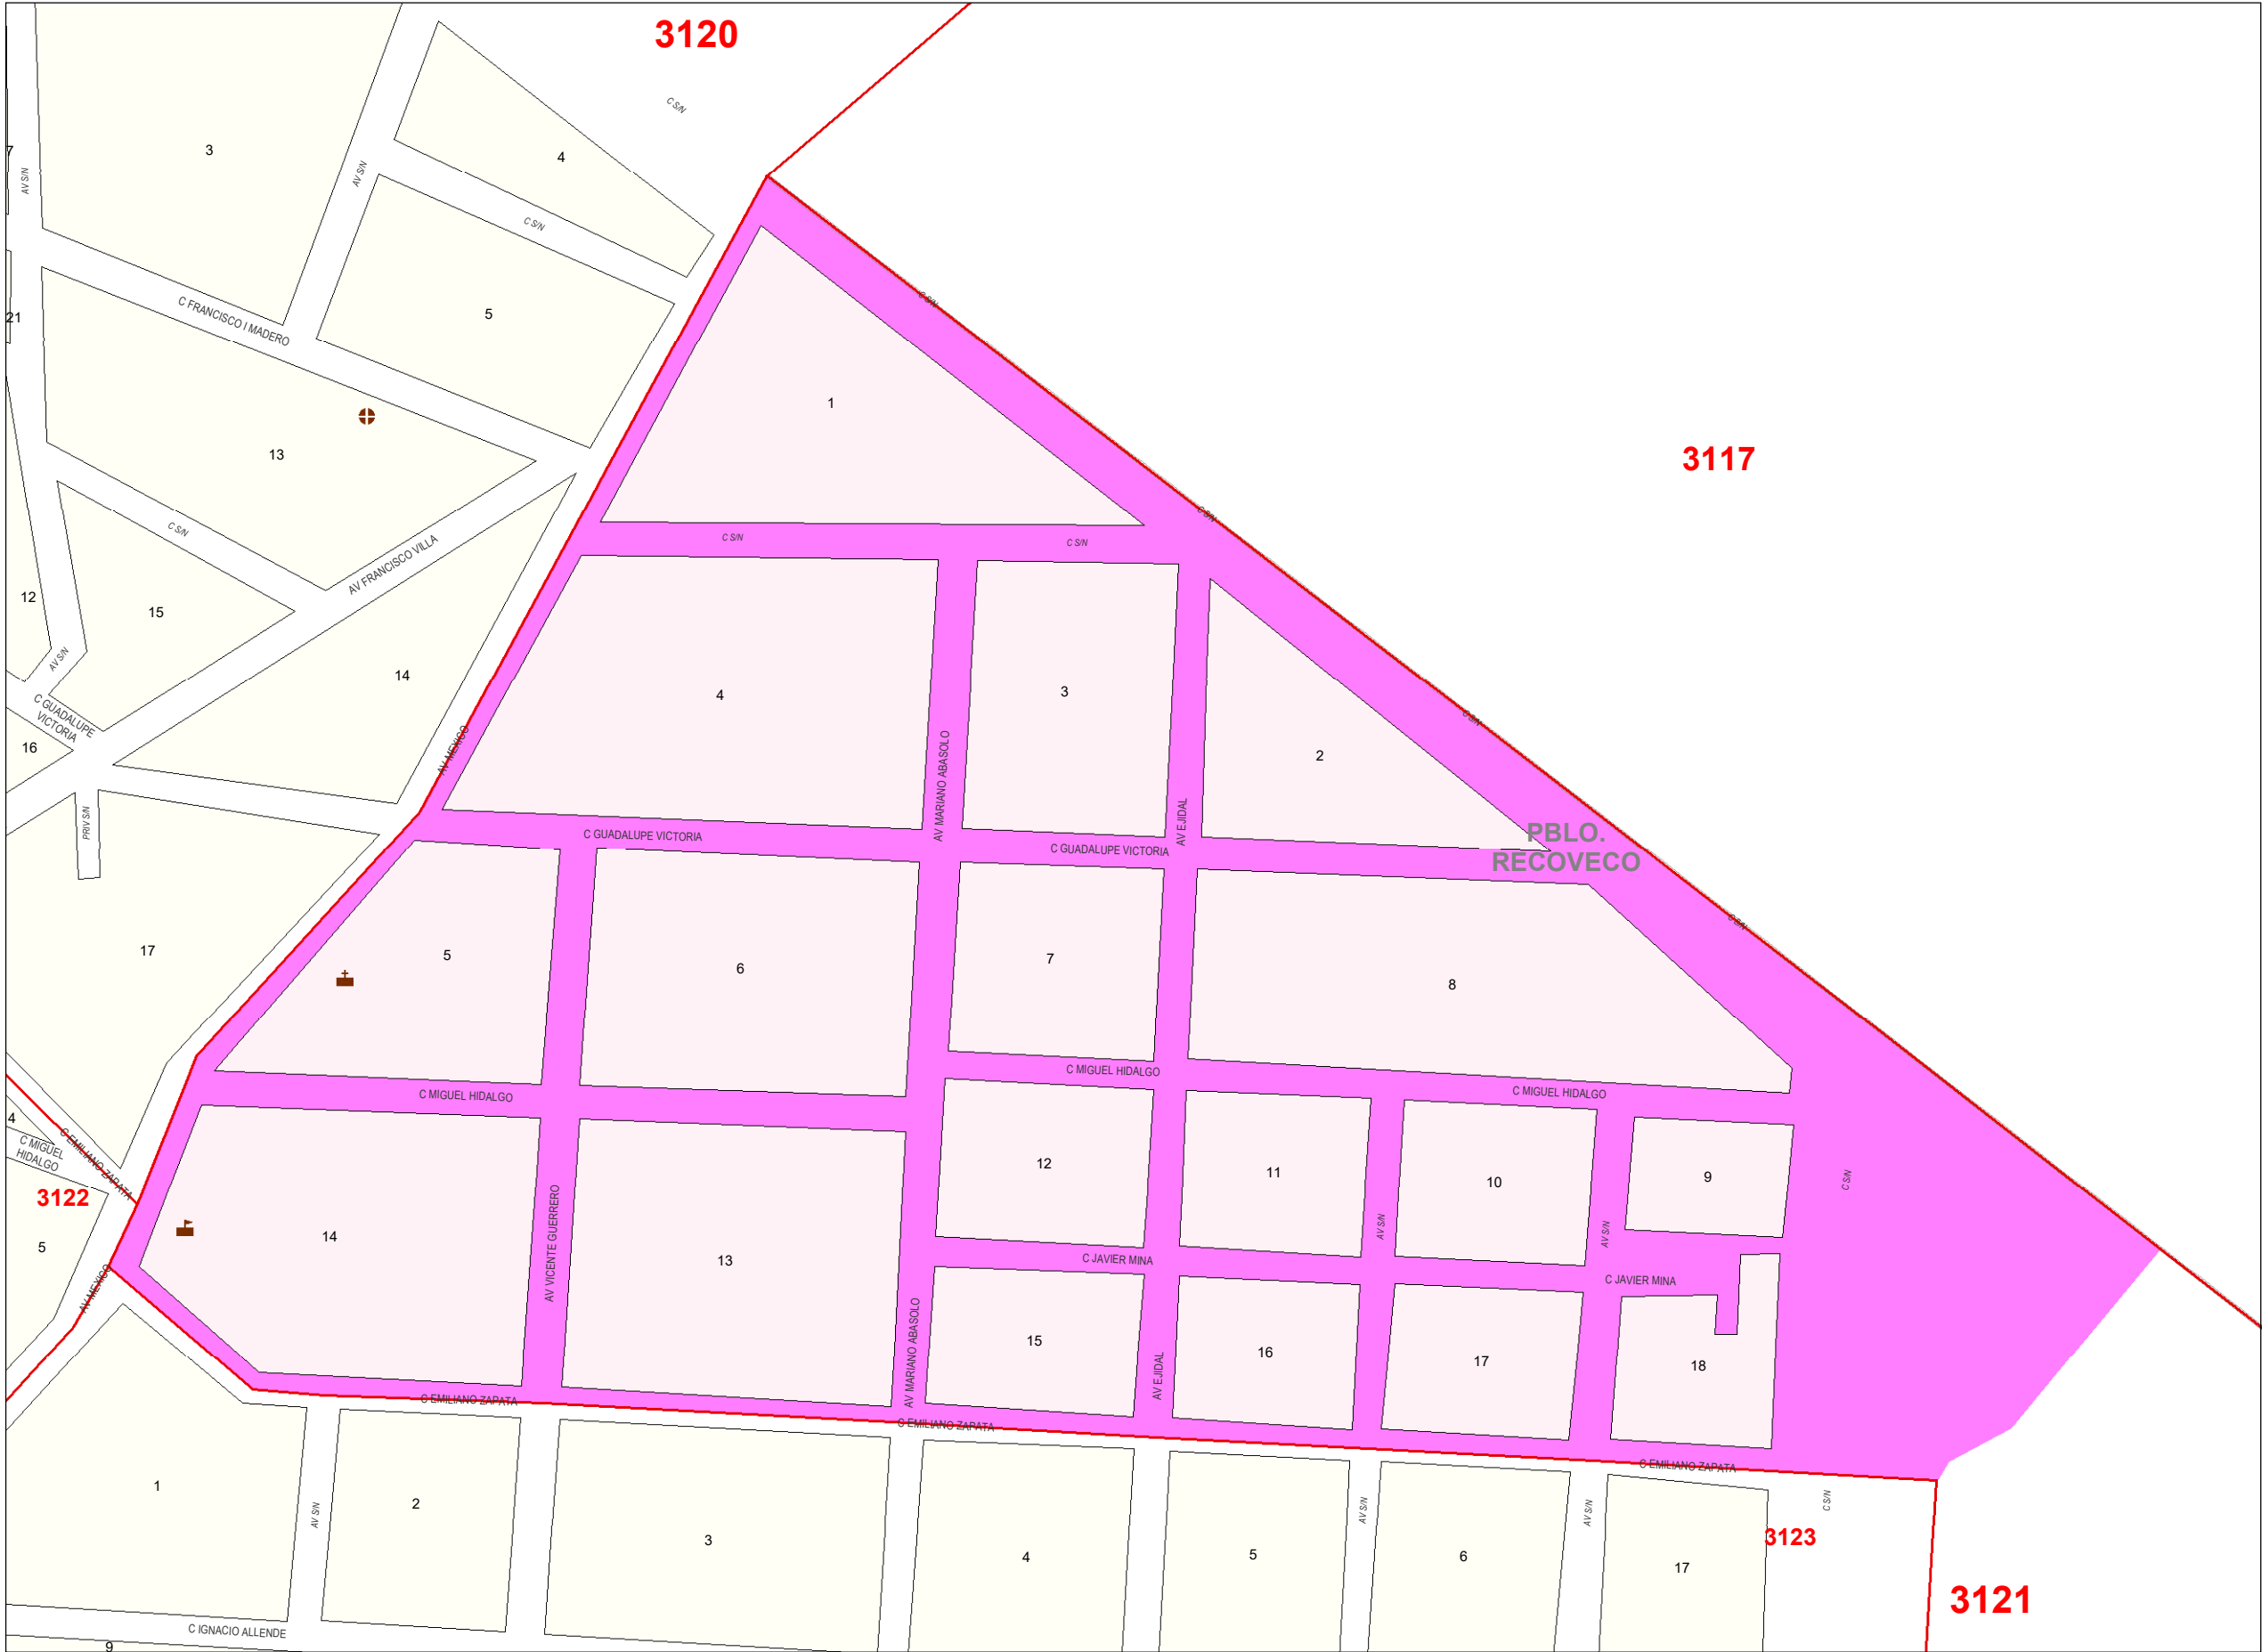 3120
C S/N
3
4
7
AV S/N
AV S/N
C S/N
C S/N
21
C FRANCISCO I MADERO
5
1
13
3117
C S/N
C S/N
C S/N
C S/N
AV FRANCISCO VILLA
12
15
AV S/N
14
4
3
C GUADALUPE
VICTORIA
16
AV MEXICO
AV MARIANO ABASOLO
2
C S/N
PRIV S/N
C GUADALUPE VICTORIA
AV EJIDAL
C GUADALUPE VICTORIA
PBLO.
RECOVECO
C S/N
17
5
6
7
8
C MIGUEL HIDALGO
C MIGUEL HIDALGO
C MIGUEL HIDALGO
4
C EMILIANO ZAPATA
C MIGUEL
HIDALGO
3122
12
11
10
9
C S/N
5
14
AV VICENTE GUERRERO
13
AV S/N
AV S/N
C JAVIER MINA
C JAVIER MINA
AV MEXICO
AV MARIANO ABASOLO
15
AV EJIDAL
16
17
18
C EMILIANO ZAPATA
C EMILIANO ZAPATA
C EMILIANO ZAPATA
1
AV S/N
2
3
4
5
AV S/N
6
AV S/N
17
C S/N
3123
3121
C IGNACIO ALLENDE
9